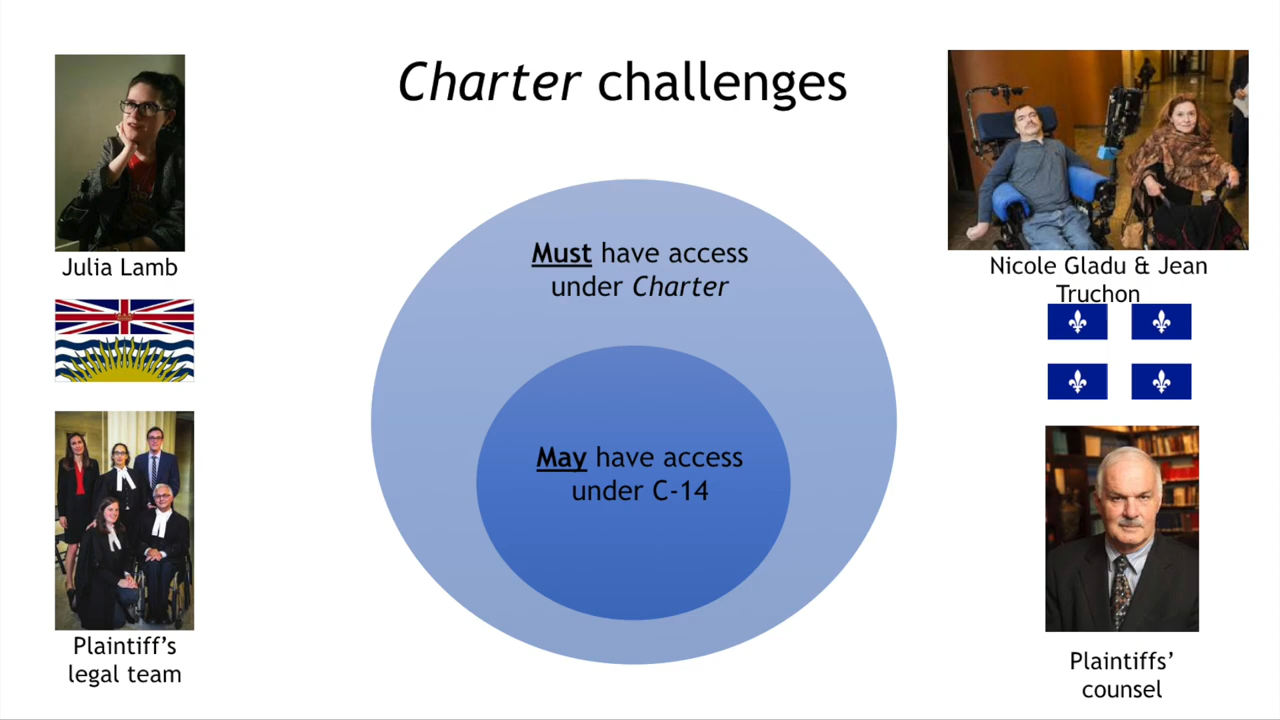 Charter challenges
Julia Lamb
Plaintiff’s
legal team
Must have access
under Charter
May have access
under C-14
Nicole Gladu & Jean
Truchon
Plaintiffs’
counsel